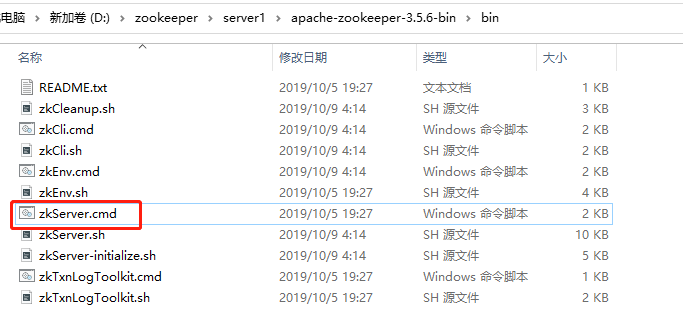 电脑 > 新加卷 (D:) > zookeeper > server1 > apache-zookeeper-3.5.6-bin > bin
名称 修改日期 类型 大小
README.txt 2019/10/5 19:27 文本文档 1 KB
zkCleanup.sh 2019/10/9 4:14 SH 源文件 3 KB
zkCli.cmd 2019/10/9 4:14 Windows 命令脚本 2 KB
zkCli.sh 2019/10/9 4:14 SH 源文件 2 KB
zkEnv.cmd 2019/10/9 4:14 Windows 命令脚本 2 KB
zkEnv.sh 2019/10/5 19:27 SH 源文件 4 KB
zkServer.cmd 2019/10/5 19:27 Windows 命令脚本 2 KB
zkServer.sh 2019/10/9 4:14 SH 源文件 10 KB
zkServer-initialize.sh 2019/10/9 4:14 SH 源文件 5 KB
zkTxnLogToolkit.cmd 2019/10/5 19:27 Windows 命令脚本 2 KB
zkTxnLogToolkit.sh 2019/10/5 19:27 SH 源文件 3 KB